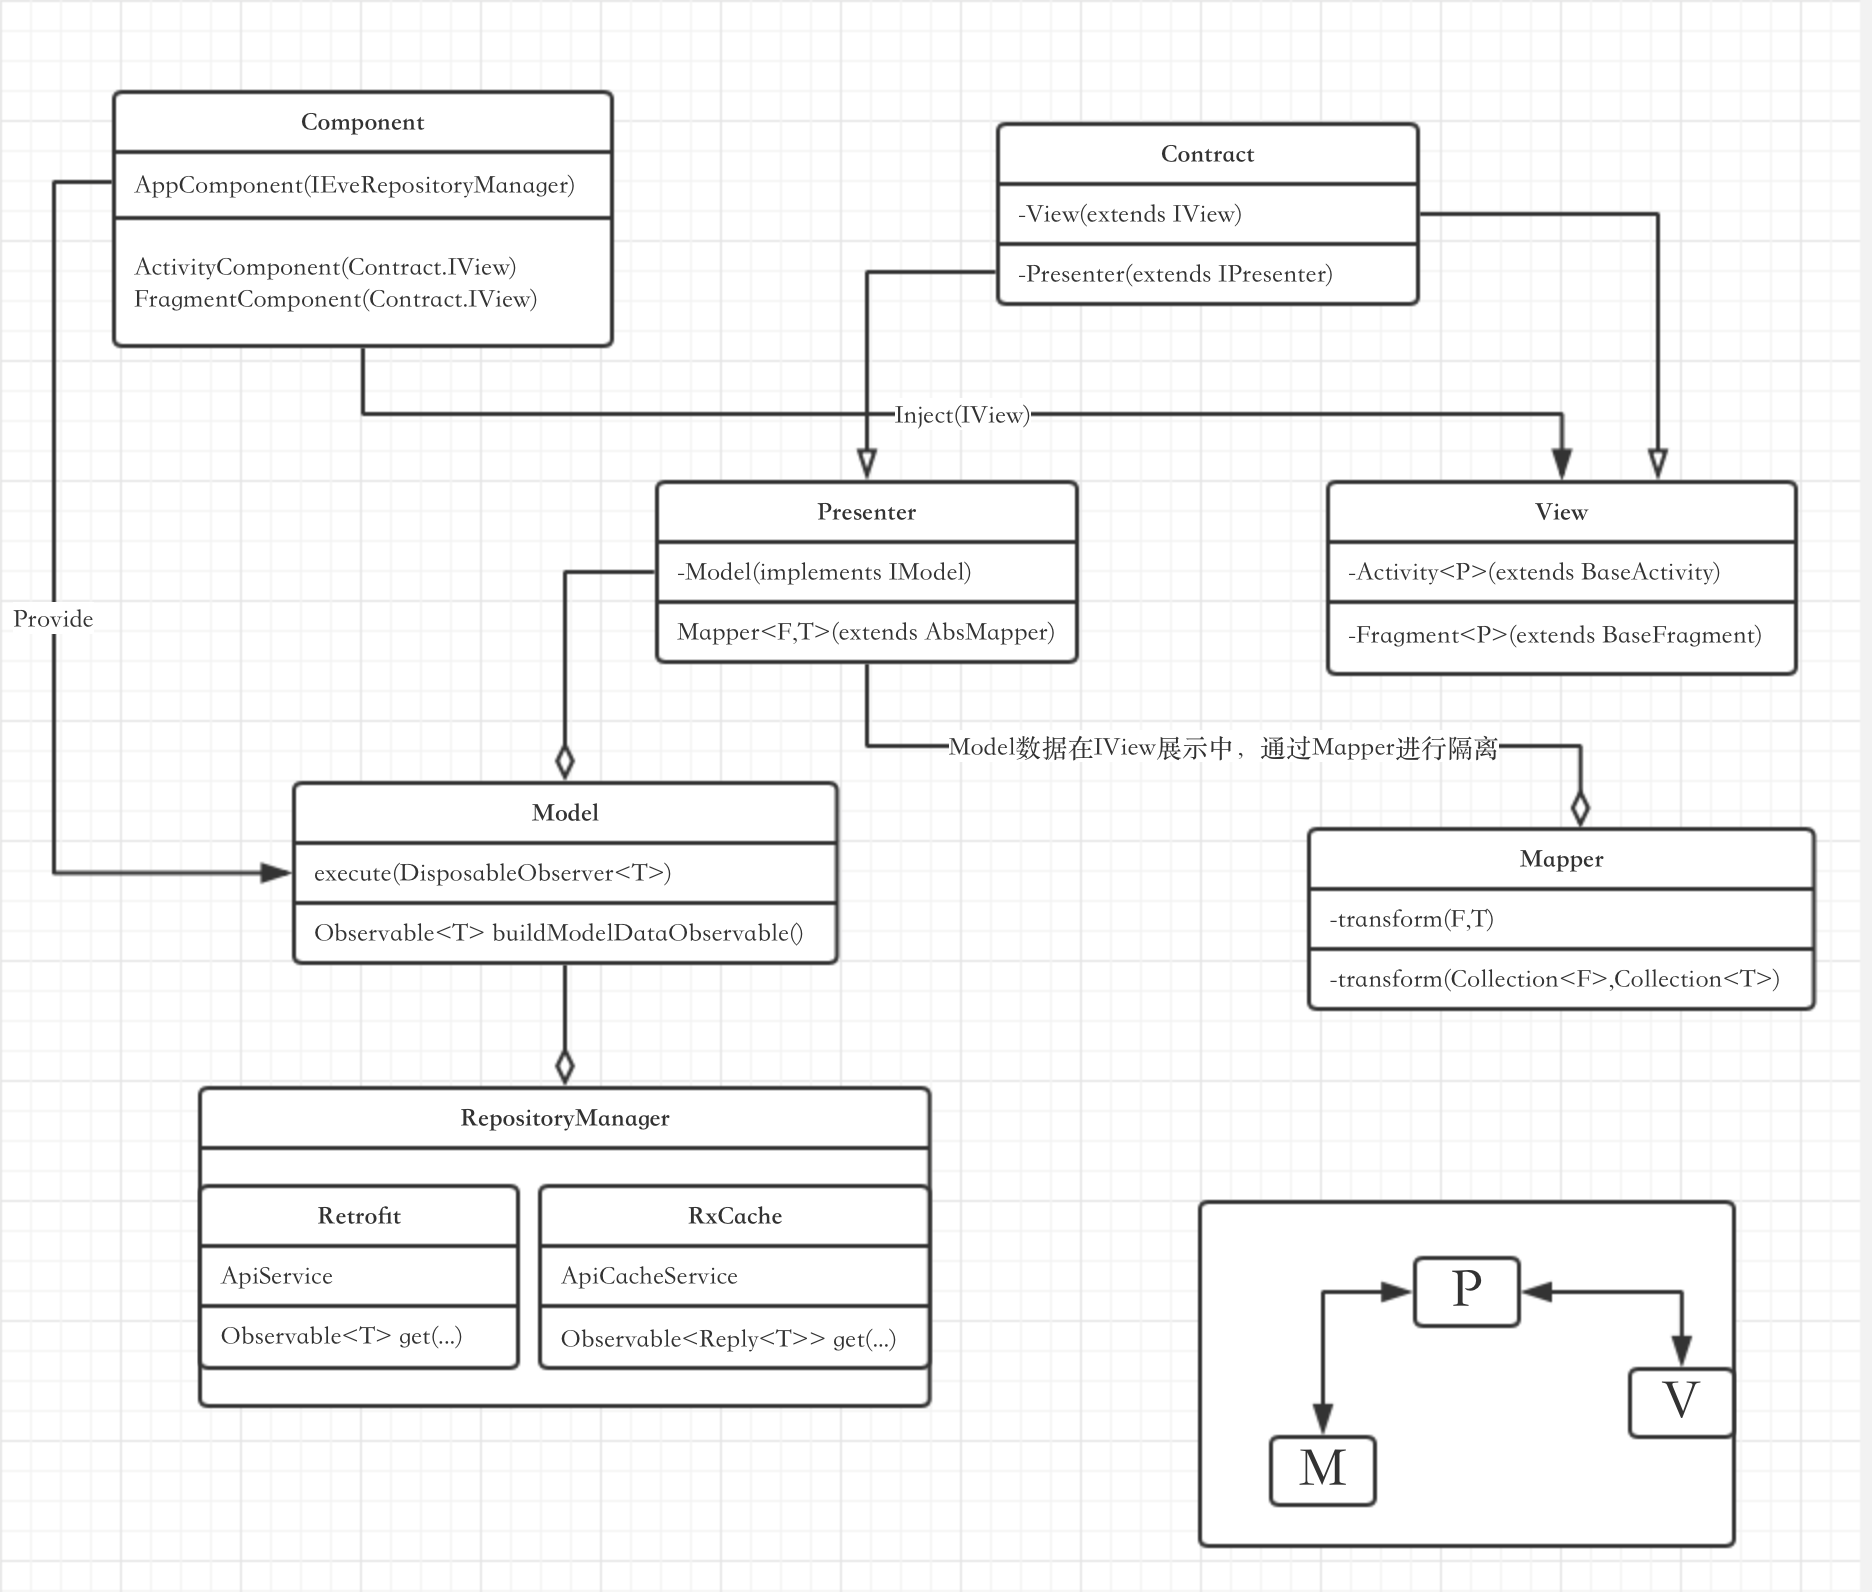 Component
AppComponent(IEveRepositoryManager)
ActivityComponent(Contract.IView)
FragmentComponent(Contract.IView)
Contract
-View(extends IView)
-Presenter(extends IPresenter)
Inject(IView)
Provide
Presenter
-Model(implements IModel)
Mapper<F,T>(extends AbsMapper)
View
-Activity<P>(extends BaseActivity)
-Fragment<P>(extends BaseFragment)
Model数据在IView展示中，通过Mapper进行隔离
Model
execute(DisposableObserver<T>)
Observable<T> buildModelDataObservable()
Mapper
-transform(F,T)
-transform(Collection<F>,Collection<T>)
RepositoryManager
Retrofit
ApiService
Observable<T> get(...)
RxCache
ApiCacheService
Observable<Reply<T>> get(...)
P
V
M